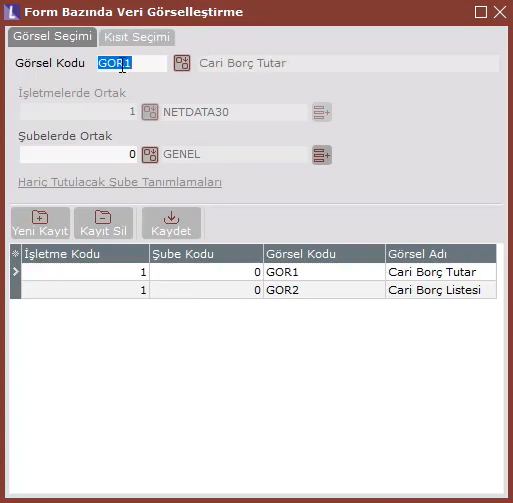 Form Bazında Veri Görselleştirme
Görsel Seçimi Kısıt Seçimi
Görsel Kodu GOR1 Cari Borç Tutar
İşletmelerde Ortak
1 NETDATA30
Şubelerde Ortak
0 GENEL
Hariç Tutulacak Şube Tanımlamaları
Yeni Kayıt Kayıt Sil Kaydet
İşletme Kodu Şube Kodu Görsel Kodu Görsel Adı
1 0 GOR1 Cari Borç Tutar
1 0 GOR2 Cari Borç Listesi